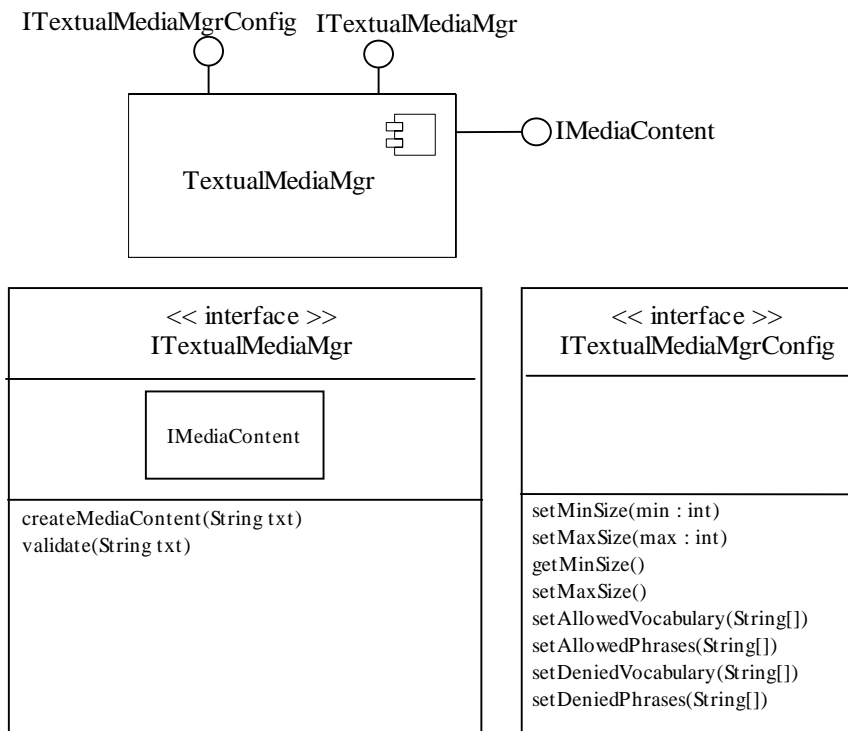 ITextualMediaMgrConfig
ITextualMediaMgr
IMediaContent
TextualMediaMgr
<< interface >>
ITextualMediaMgr
IMediaContent
createMediaContent(String txt)
validate(String txt)
<< interface >>
ITextualMediaMgrConfig
setMinSize(min : int)
setMaxSize(max : int)
getMinSize()
setMaxSize()
setAllowedVocabulary(String[])
setAllowedPhrases(String[])
setDeniedVocabulary(String[])
setDeniedPhrases(String[])